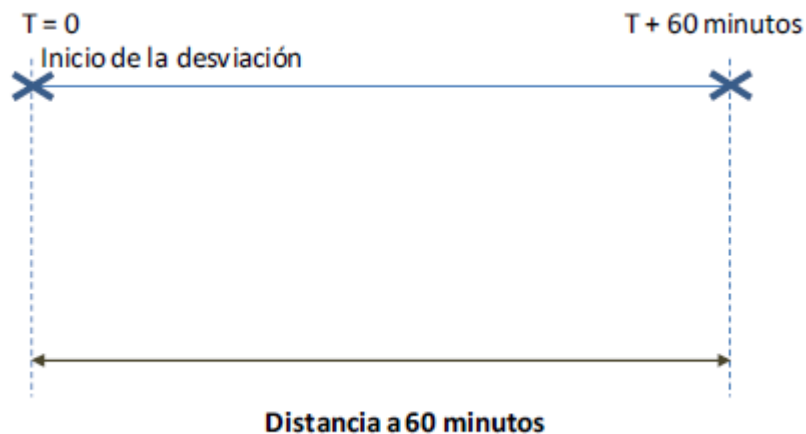 T = 0
T + 60 minutos
Inicio de la desviación
Distancia a 60 minutos